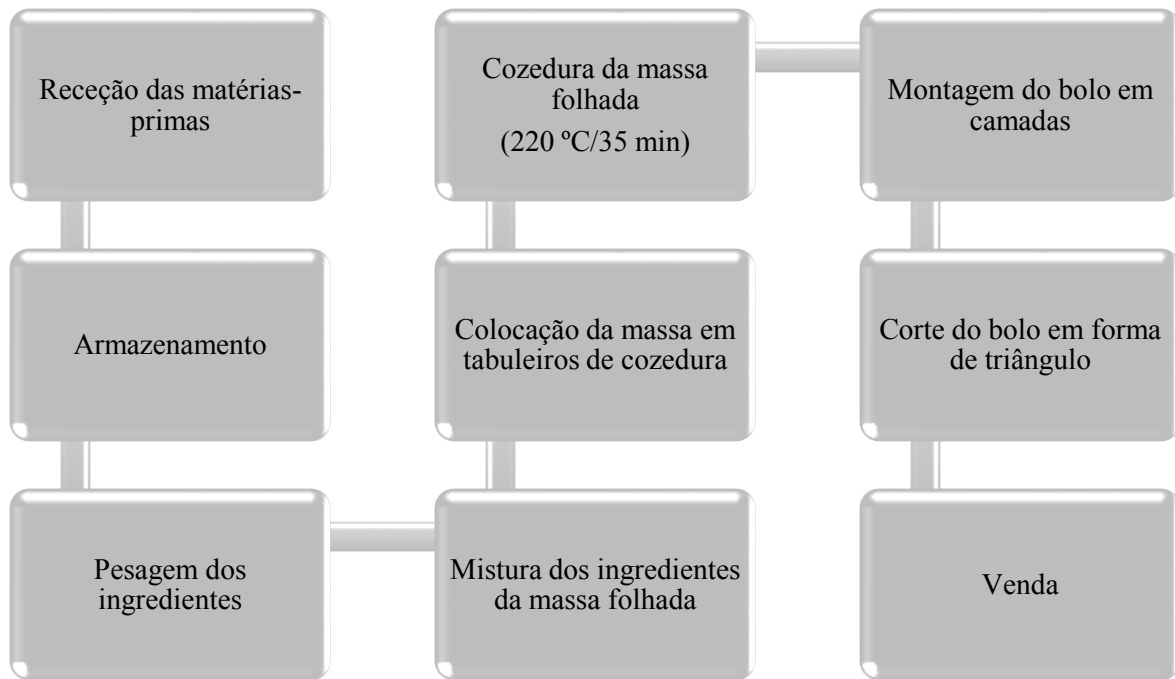 Receção das matérias-
primas
Armazenamento
Pesagem dos
ingredientes
Mistura dos ingredientes
da massa folhada
Colocação da massa em
tabuleiros de cozedura
Cozedura da massa
folhada
(220 ºC/35 min)
Montagem do bolo em
camadas
Corte do bolo em forma
de triângulo
Venda